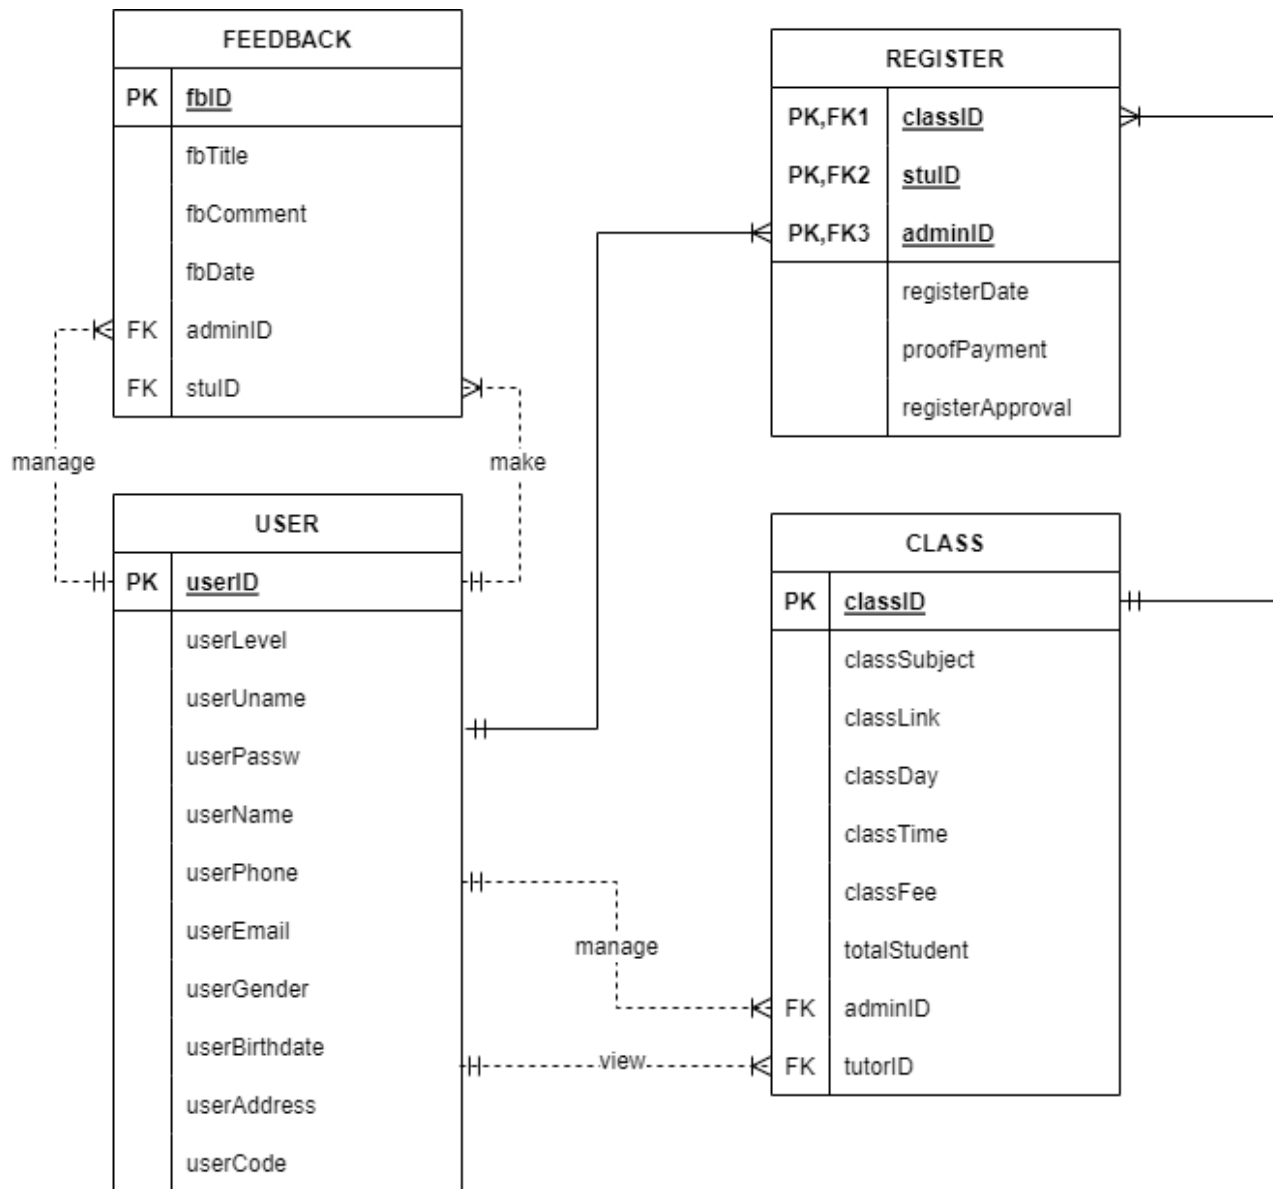 FEEDBACK
PK fbID
fbTitle
fbComment
fbDate
FK adminID
FK stuID
manage
make
USER
PK userID
userLevel
userUname
userPassw
userName
userPhone
userEmail
userGender
userBirthdate
userAddress
userCode
REGISTER
PK,FK1 classID
PK,FK2 stuID
PK,FK3 adminID
registerDate
proofPayment
registerApproval
manage
view
CLASS
PK classID
classSubject
classLink
classDay
classTime
classFee
totalStudent
FK adminID
FK tutorID